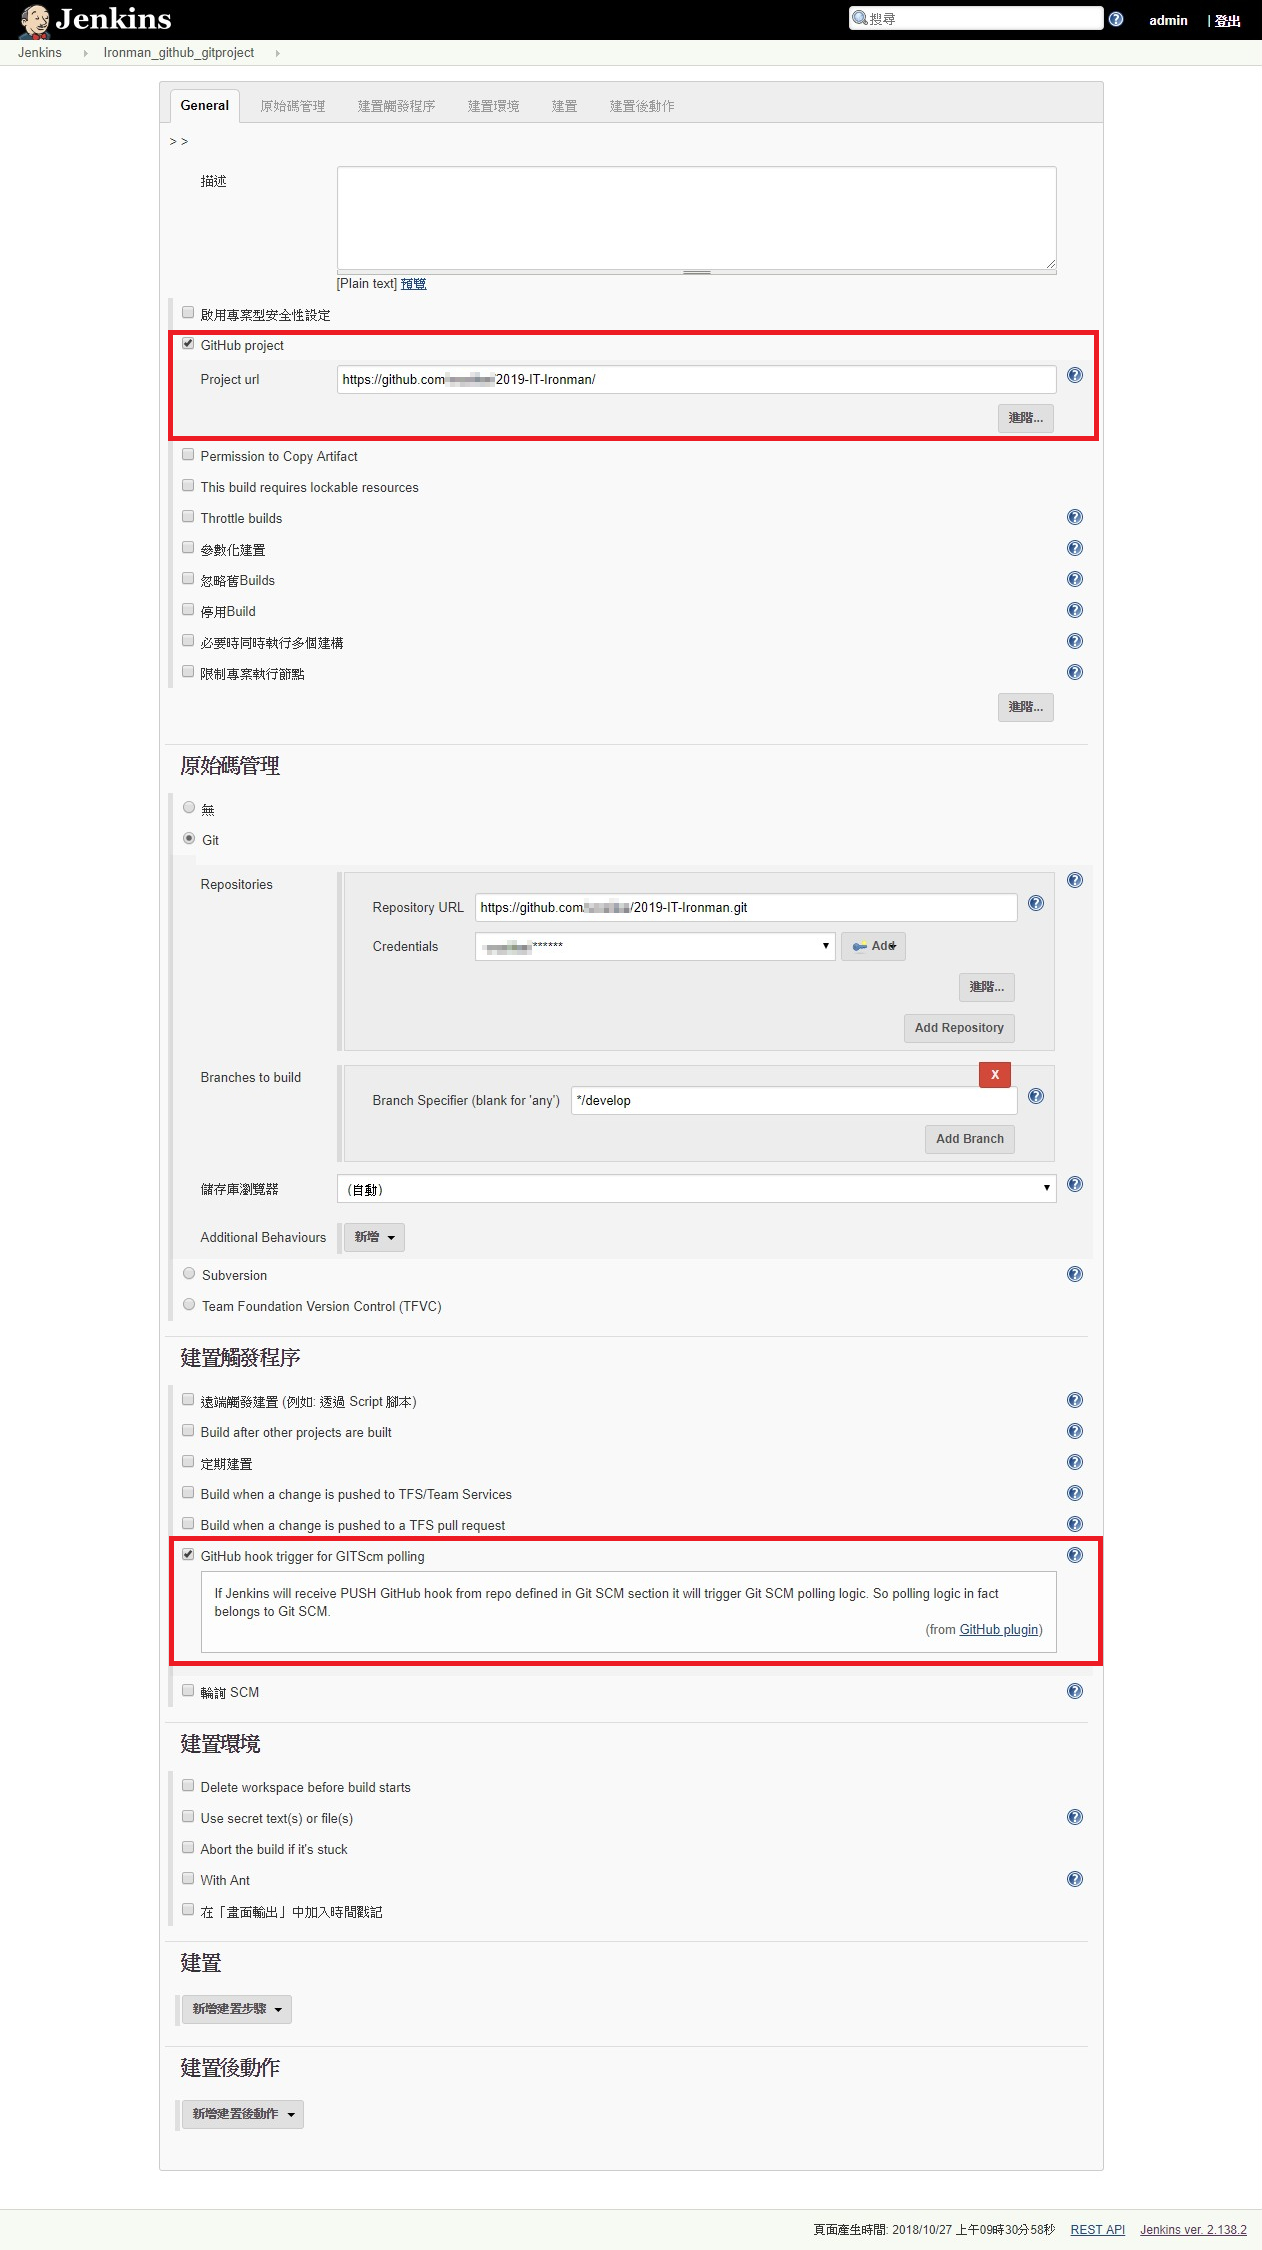 Jenkins
搜尋
admin
| 登出
Jenkins
Ironman_github_gitproject
General
原始碼管理
建置觸發程序
建置環境
建置
建置後動作
> >
描述
[Plain text] 預覽
啟用專案型安全性設定
GitHub project
Project url
https://github.com
2019-IT-Ironman/
進階...
Permission to Copy Artifact
This build requires lockable resources
Throttle builds
參數化建置
忽略舊Builds
停用Build
必要時同時執行多個建構
限制專案執行節點
進階...
原始碼管理
無
Git
Repositories
Repository URL
https://github.com
/2019-IT-Ironman.git
Credentials
******
Add
進階...
Add Repository
Branches to build
X
Branch Specifier (blank for 'any')
*/develop
Add Branch
儲存庫瀏覽器
(自動)
Additional Behaviours
新增
Subversion
Team Foundation Version Control (TFVC)
建置觸發程序
遠端觸發建置 (例如: 透過 Script 腳本)
Build after other projects are built
定期建置
Build when a change is pushed to TFS/Team Services
Build when a change is pushed to a TFS pull request
GitHub hook trigger for GITScm polling
If Jenkins will receive PUSH GitHub hook from repo defined in Git SCM section it will trigger Git SCM polling logic. So polling logic in fact
belongs to Git SCM.
(from GitHub plugin)
輪詢 SCM
建置環境
Delete workspace before build starts
Use secret text(s) or file(s)
Abort the build if it's stuck
With Ant
在「畫面輸出」中加入時間戳記
建置
新增建置步驟
建置後動作
新增建置後動作
頁面產生時間: 2018/10/27 上午09時30分58秒
REST API
Jenkins ver. 2.138.2